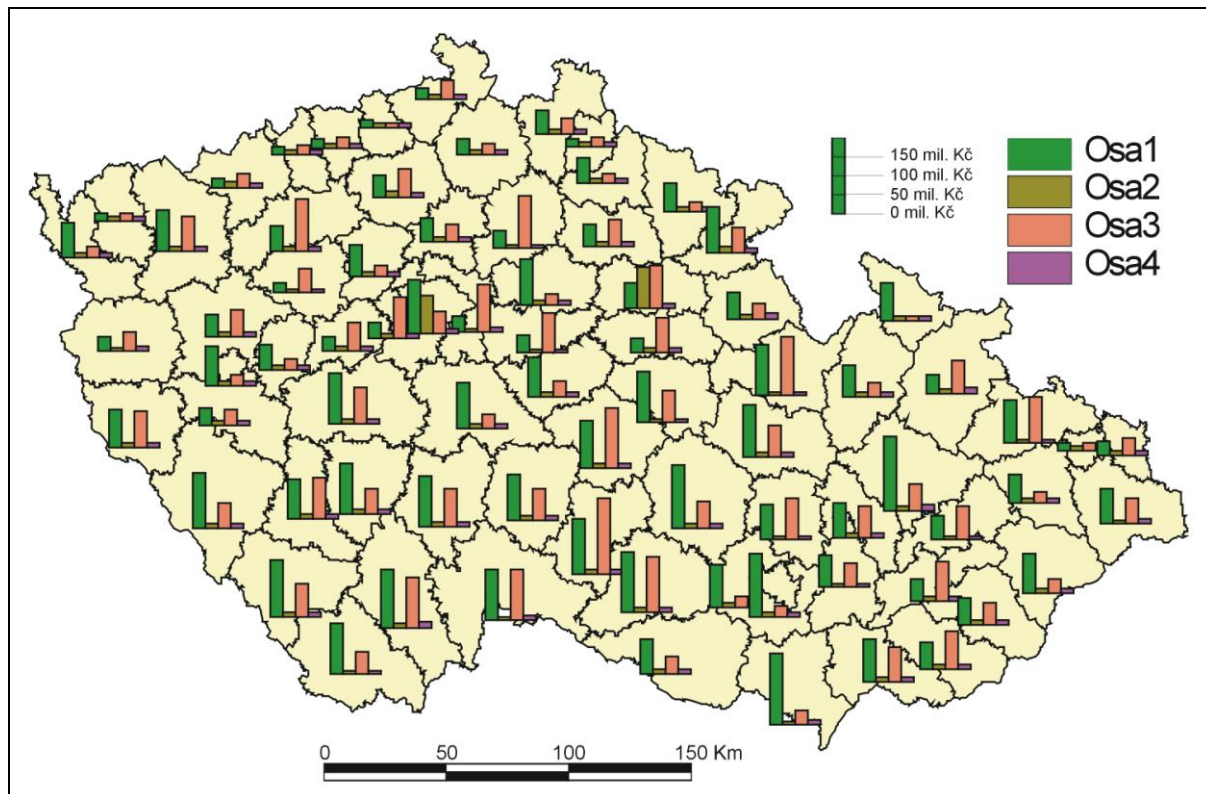 150 mil. Kč
100 mil. Kč
50 mil. Kč
0 mil. Kč
Osa1
Osa2
Osa3
Osa4
0 50 100 150 Km